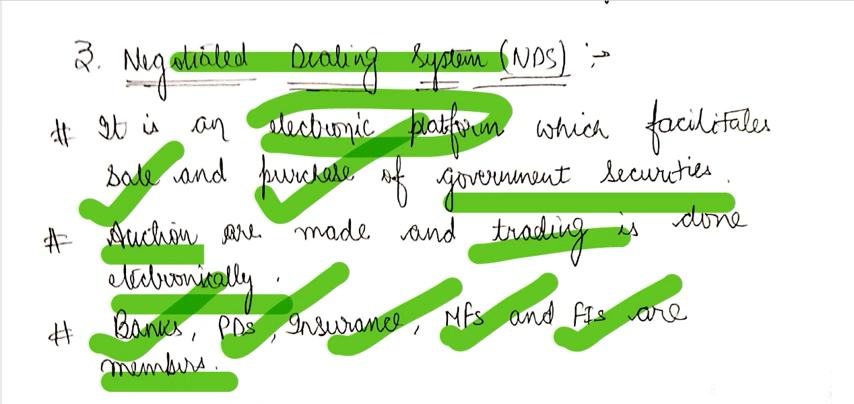 3. Negotiated Dealing System (NDS) :-
# It is an electronic platform which facilitates
sale and purchase of government securities.
# Auction are made and trading is done
electronically.
# Banks, PDs, Insurance, MFs and FIs are
members.